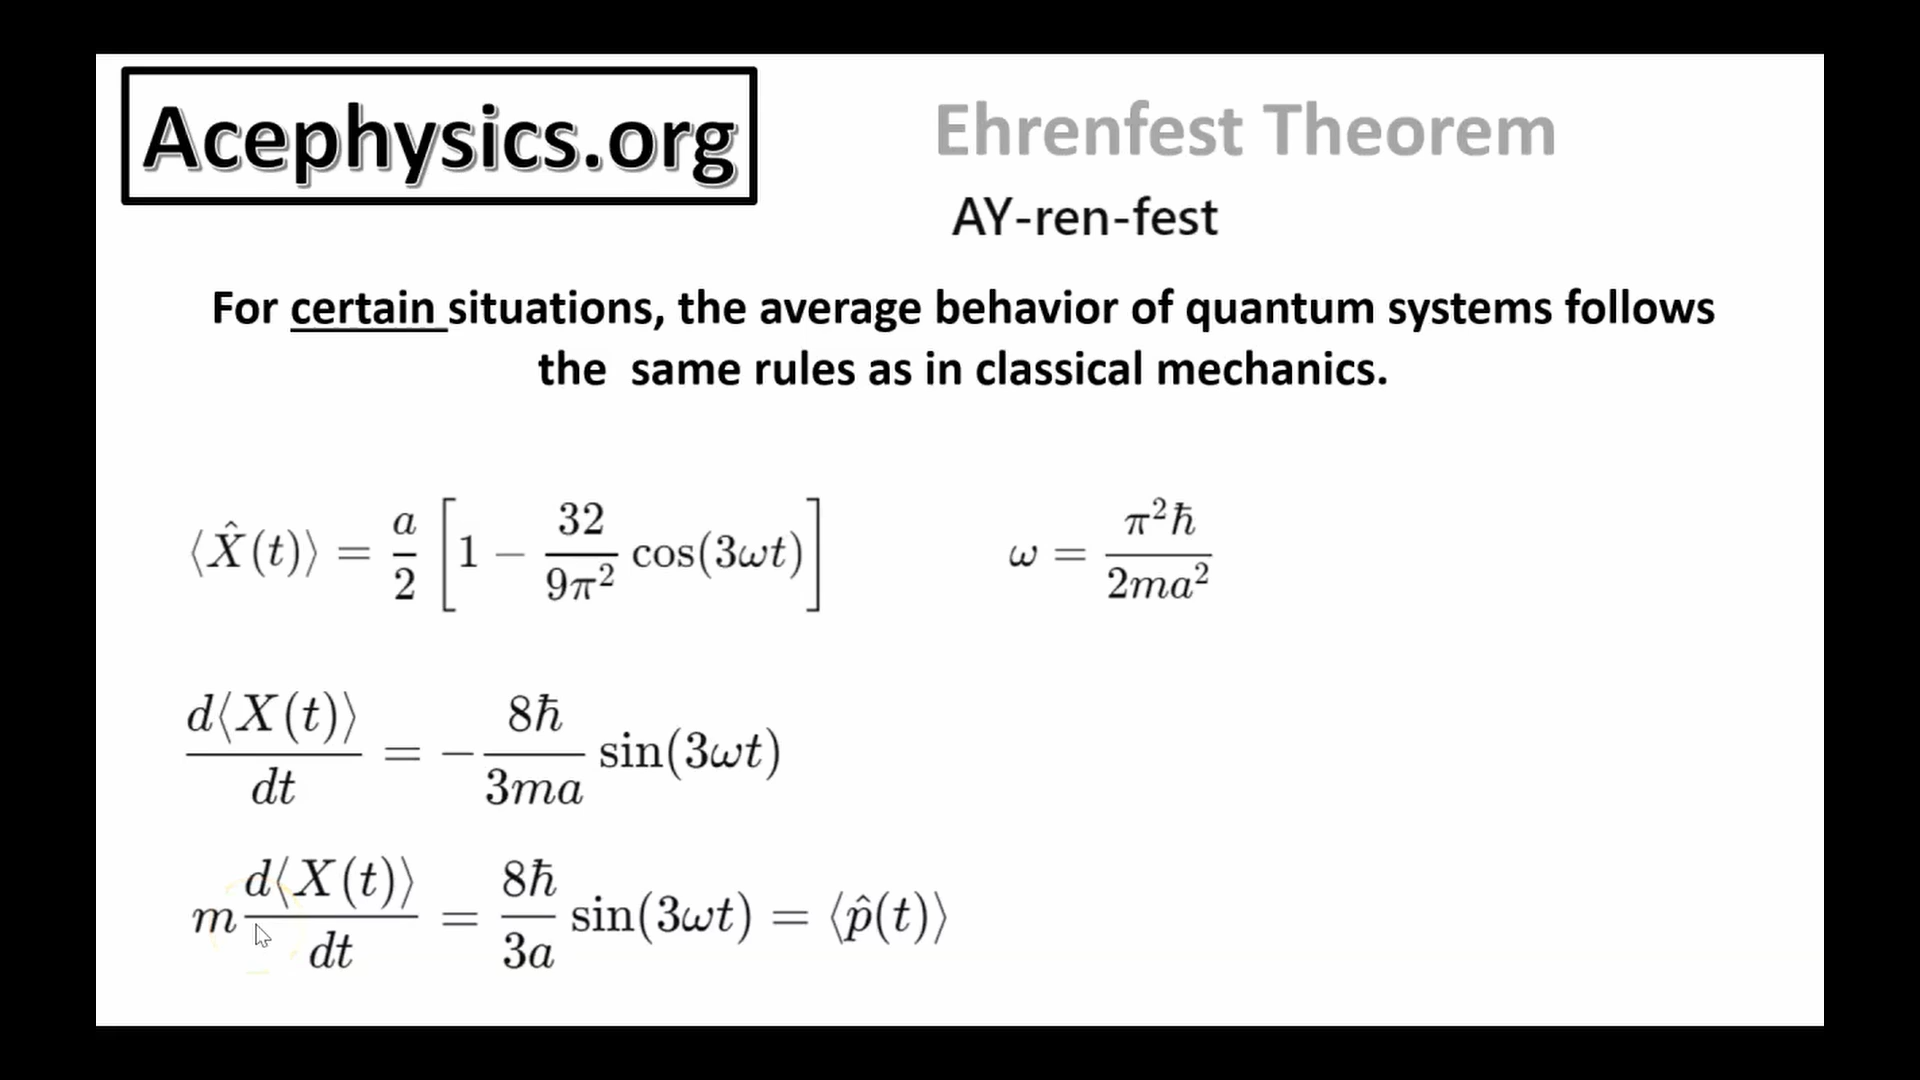 Acephysics.org
Ehrenfest Theorem
AY-ren-fest
For certain situations, the average behavior of quantum systems follows
the same rules as in classical mechanics.
⟨X̂(t)⟩ = a/2 [1 − 32/9π² cos(3ωt)]
ω = π²ℏ/2ma²
d⟨X(t)⟩/dt = −8ℏ/3ma sin(3ωt)
m d⟨X(t)⟩/dt = 8ℏ/3a sin(3ωt) = ⟨p̂(t)⟩